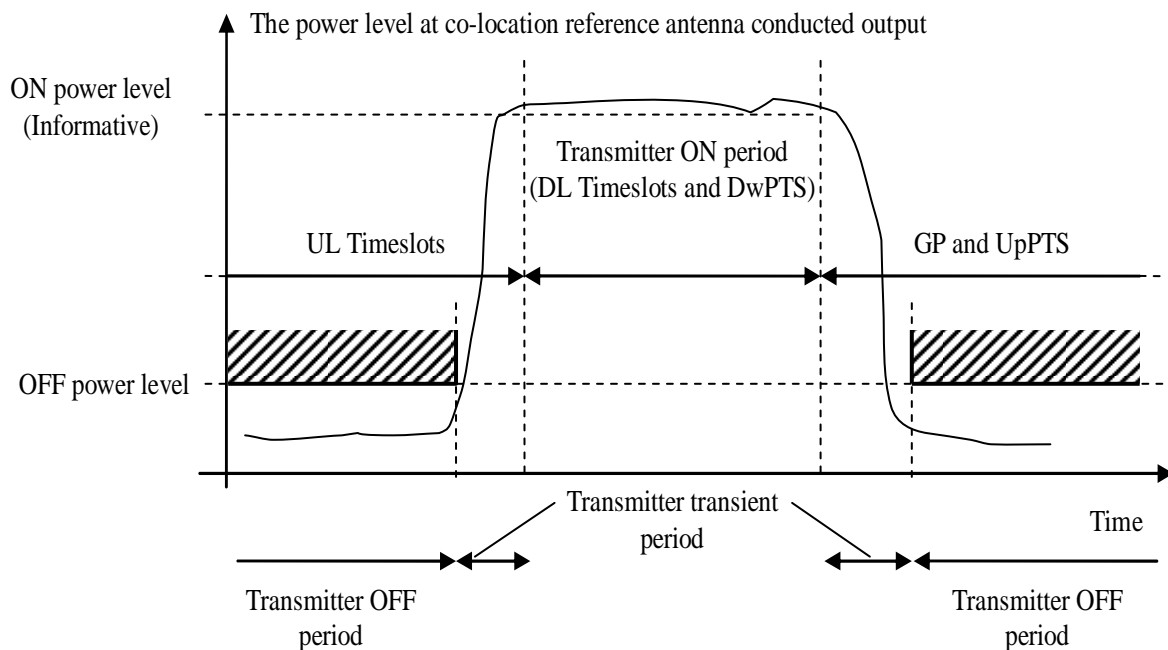 The power level at co-location reference antenna conducted output
ON power level
(Informative)
Transmitter ON period
(DL Timeslots and DwPTS)
UL Timeslots
GP and UpPTS
OFF power level
Transmitter transient
period
Time
Transmitter OFF
period
Transmitter OFF
period